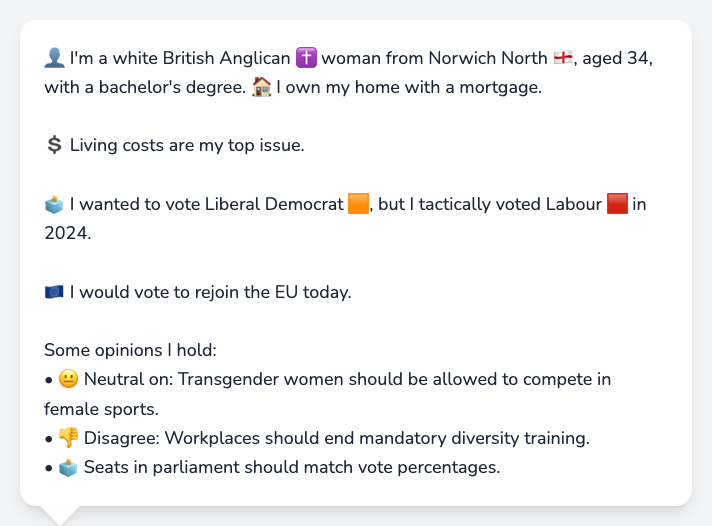 👤 I'm a white British Anglican ✝️ woman from Norwich North 🏴󠁧󠁢󠁥󠁮󠁧󠁿, aged 34,
with a bachelor's degree. 🏠 I own my home with a mortgage.
💲 Living costs are my top issue.
🗳️ I wanted to vote Liberal Democrat 🟧, but I tactically voted Labour 🟥 in
2024.
🇪🇺 I would vote to rejoin the EU today.
Some opinions I hold:
• 😐 Neutral on: Transgender women should be allowed to compete in
female sports.
• 👎 Disagree: Workplaces should end mandatory diversity training.
• 🗳️ Seats in parliament should match vote percentages.